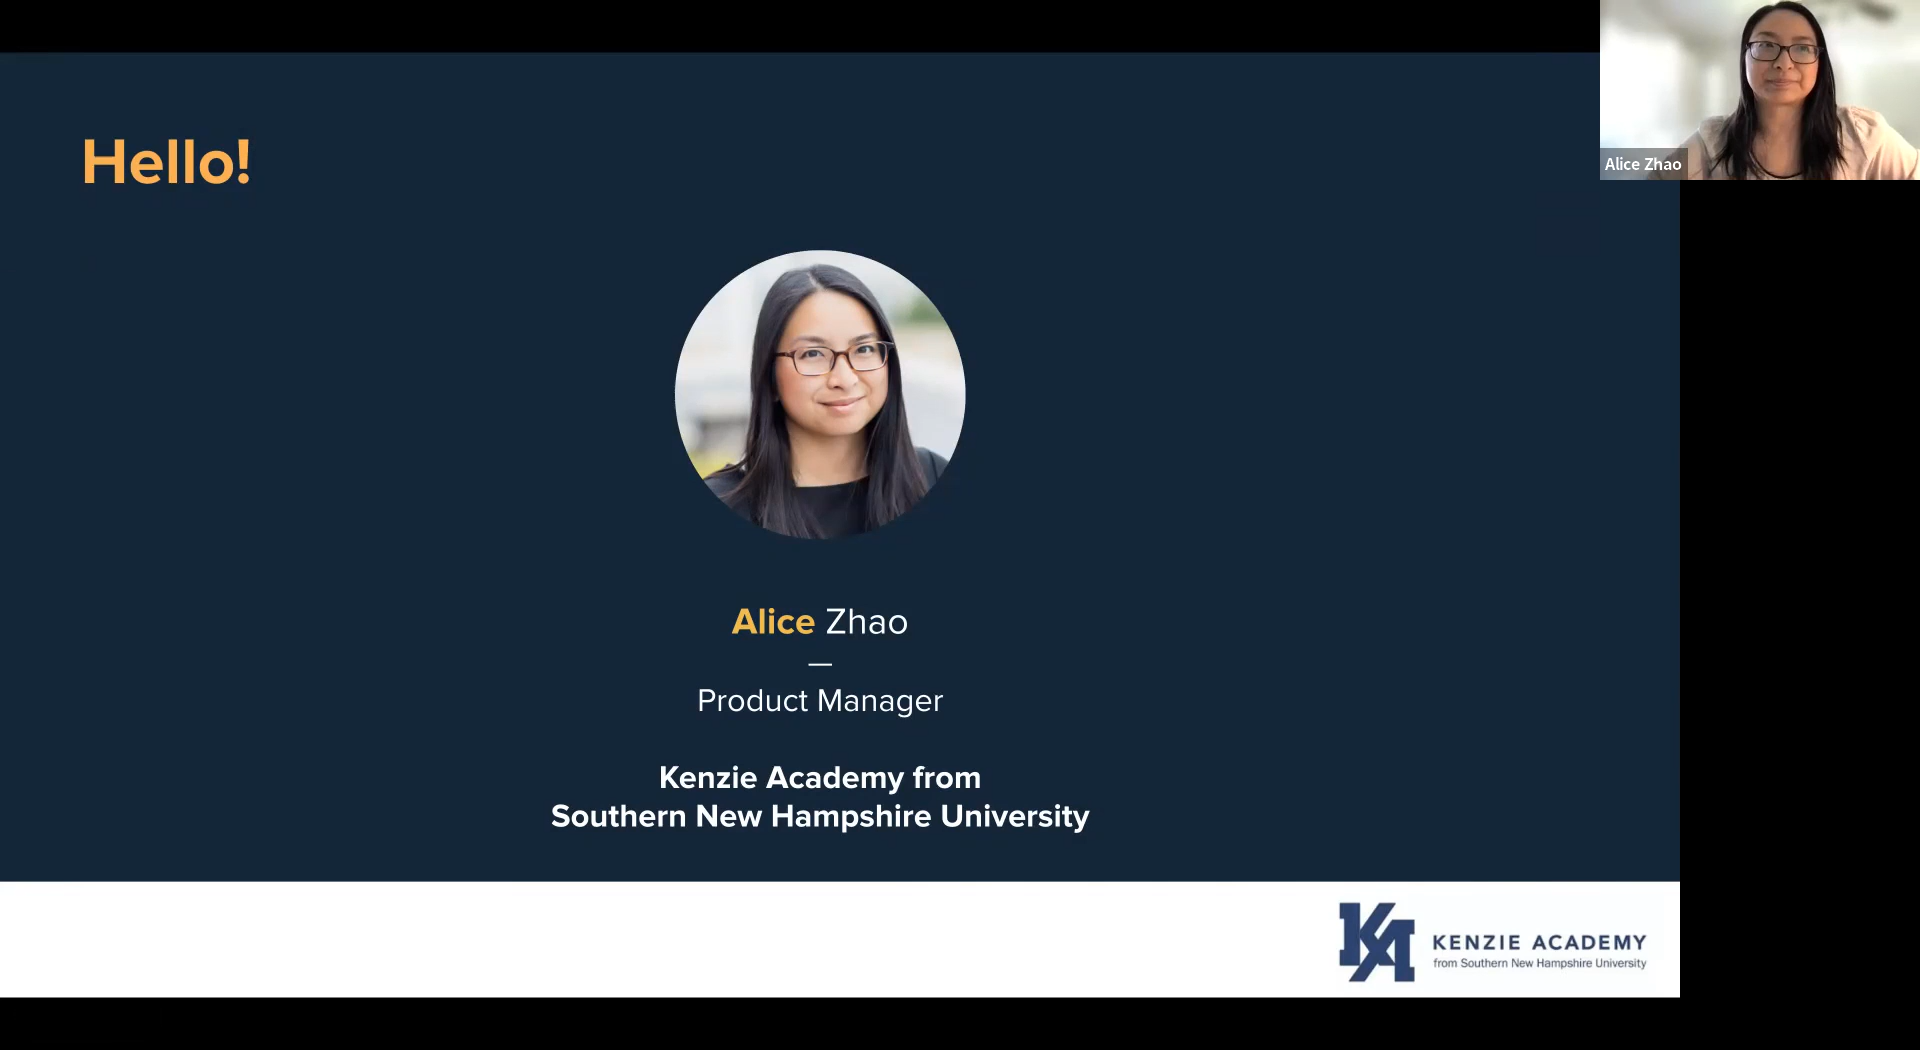 Hello!
Alice Zhao
Alice Zhao
—
Product Manager
Kenzie Academy from
Southern New Hampshire University
KA
KENZIE ACADEMY
from Southern New Hampshire University